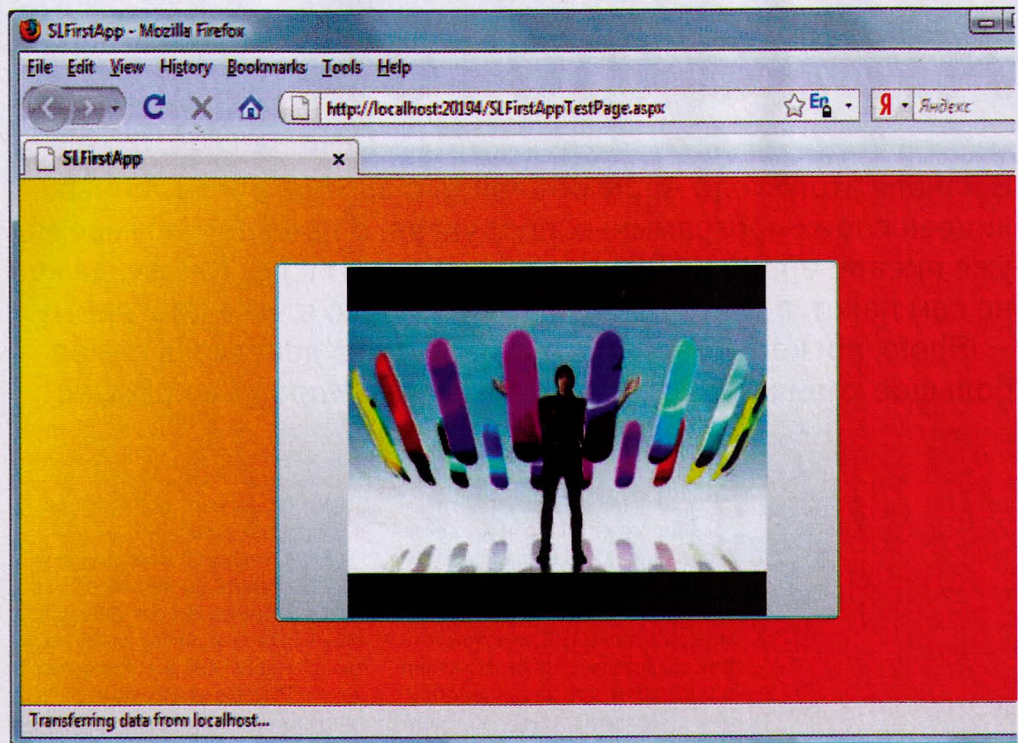 SLFirstApp - Mozilla Firefox
File Edit View History Bookmarks Tools Help
http://localhost:20194/SLFirstAppTestPage.aspx En Я Яндекс
SLFirstApp
Transferring data from localhost...